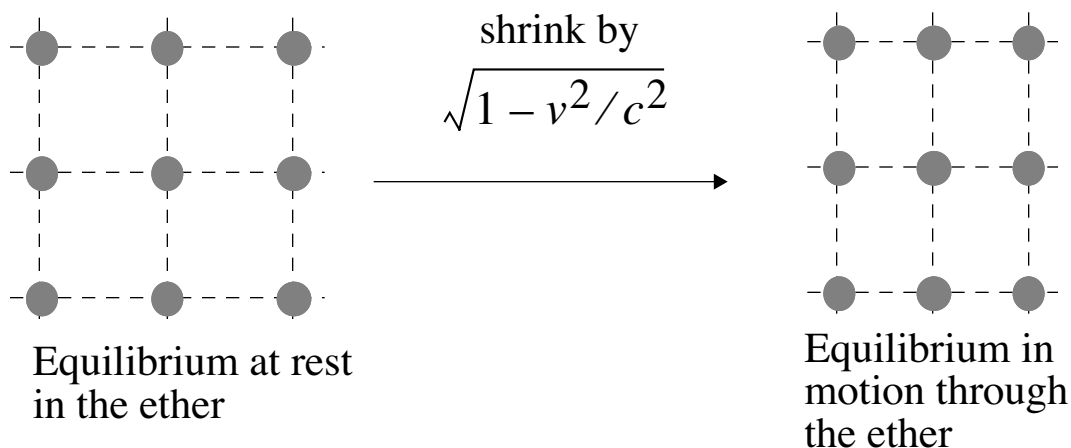 shrink by
√1 – v²/c²
Equilibrium at rest
in the ether
Equilibrium in
motion through
the ether